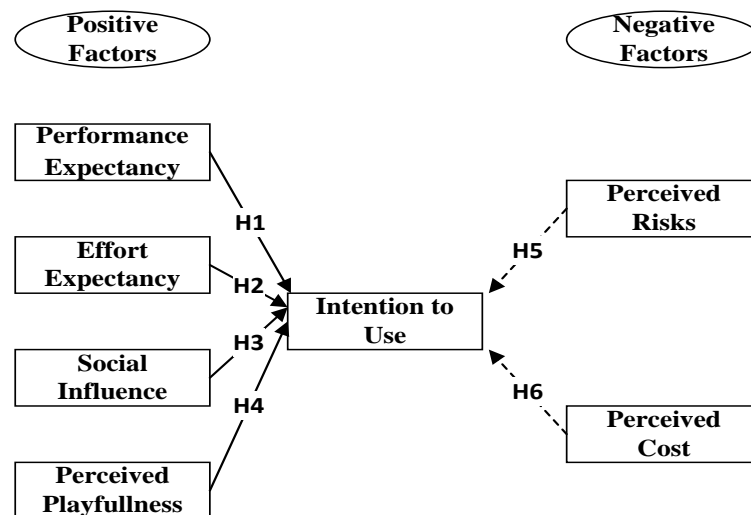 Positive
Factors
Negative
Factors
Performance
Expectancy
H1
Effort
Expectancy
H2
Social
Influence
H3
Perceived
Playfullness
H4
Intention to
Use
Perceived
Risks
H5
Perceived
Cost
H6